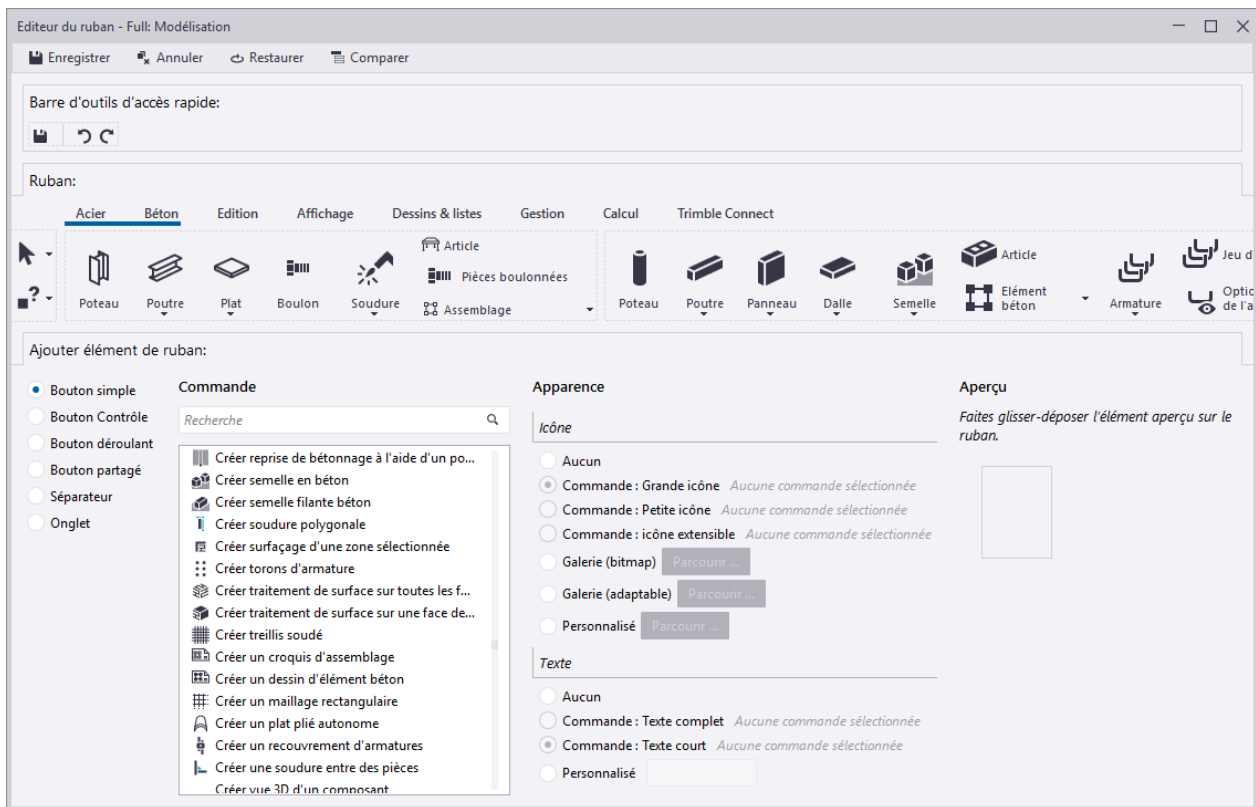 Editeur du ruban - Full: Modélisation
Enregistrer Annuler Restaurer Comparer
Barre d'outils d'accès rapide:
Ruban:
Acier Béton Edition Affichage Dessins & listes Gestion Calcul Trimble Connect
Poteau Poutre Plat Boulon Soudure
Article
Pièces boulonnées
Assemblage
Poteau Poutre Panneau Dalle Semelle
Article
Elément
béton
Armature
Jeu d
Optic
de l'a
Ajouter élément de ruban:
Bouton simple
Bouton Contrôle
Bouton déroulant
Bouton partagé
Séparateur
Onglet
Commande
Recherche
Créer reprise de bétonnage à l'aide d'un po...
Créer semelle en béton
Créer semelle filante béton
Créer soudure polygonale
Créer surfaçage d'une zone sélectionnée
Créer torons d'armature
Créer traitement de surface sur toutes les f...
Créer traitement de surface sur une face de...
Créer treillis soudé
Créer un croquis d'assemblage
Créer un dessin d'élément béton
Créer un maillage rectangulaire
Créer un plat plié autonome
Créer un recouvrement d'armatures
Créer une soudure entre des pièces
Créer vue 3D d'un composant
Apparence
Icône
Aucun
Commande : Grande icône Aucune commande sélectionnée
Commande : Petite icône Aucune commande sélectionnée
Commande : icône extensible Aucune commande sélectionnée
Galerie (bitmap) Parcourir ...
Galerie (adaptable) Parcourir ...
Personnalisé Parcourir ...
Texte
Aucun
Commande : Texte complet Aucune commande sélectionnée
Commande : Texte court Aucune commande sélectionnée
Personnalisé
Aperçu
Faites glisser-déposer l'élément aperçu sur le
ruban.